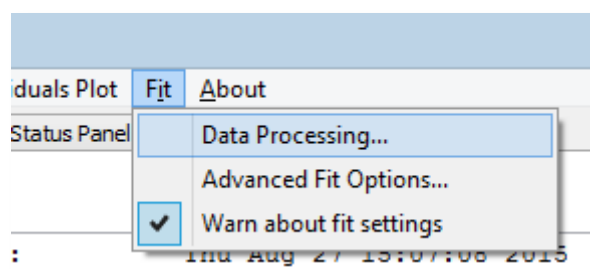 iduals Plot Fit About
Status Panel
Data Processing...
Advanced Fit Options...
Warn about fit settings
: Thu Aug 27 15:07:08 2015